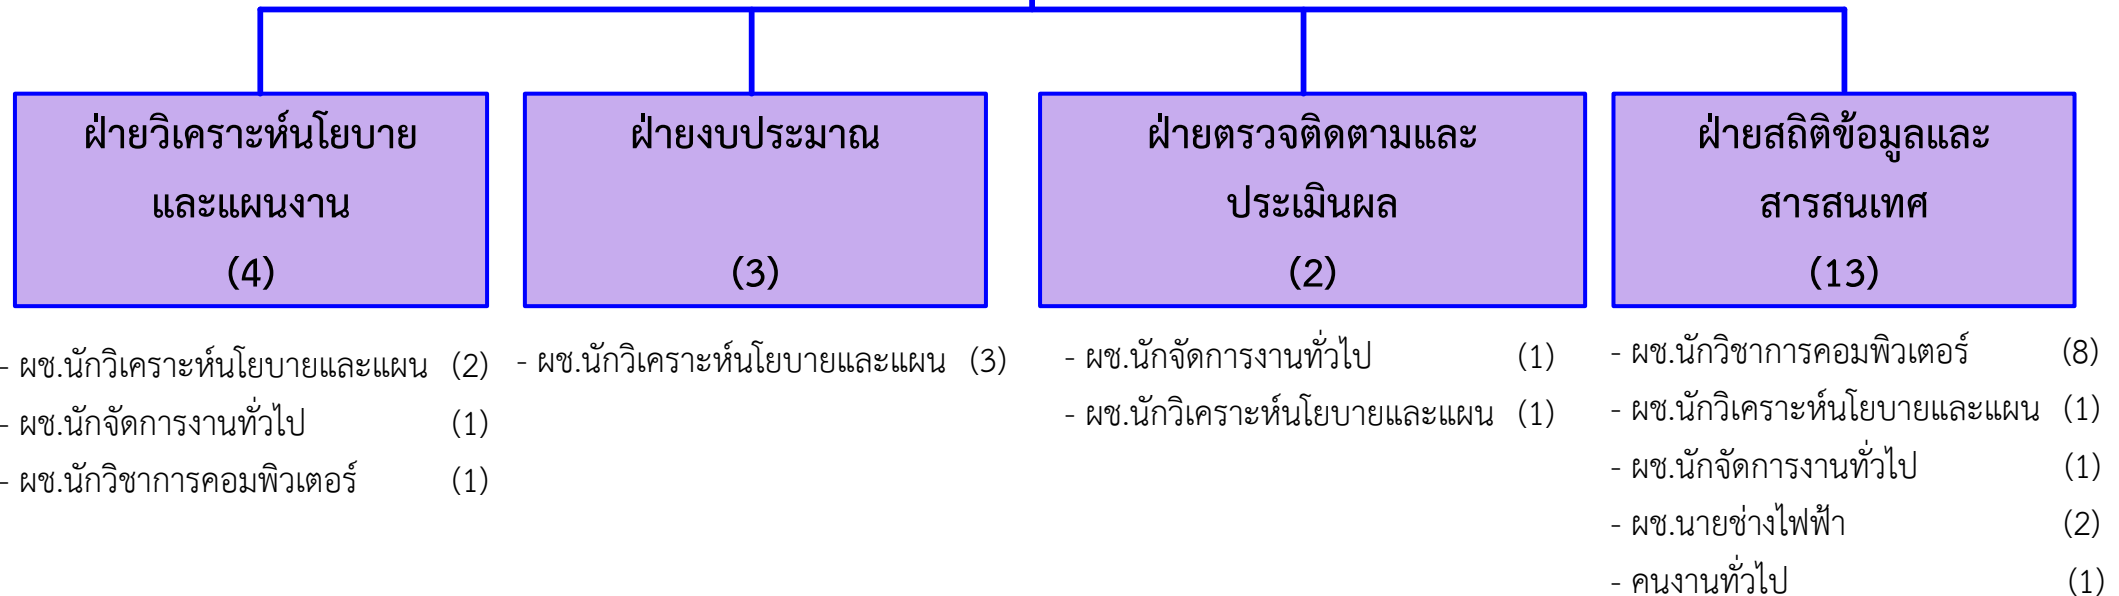 ฝ่ายวิเคราะห์นโยบาย
และแผนงาน
(4)
- ผช.นักวิเคราะห์นโยบายและแผน (2)
- ผช.นักจัดการงานทั่วไป (1)
- ผช.นักวิชาการคอมพิวเตอร์ (1)
ฝ่ายงบประมาณ
(3)
- ผช.นักวิเคราะห์นโยบายและแผน (3)
ฝ่ายตรวจติดตามและ
ประเมินผล
(2)
- ผช.นักจัดการงานทั่วไป (1)
- ผช.นักวิเคราะห์นโยบายและแผน (1)
ฝ่ายสถิติข้อมูลและ
สารสนเทศ
(13)
- ผช.นักวิชาการคอมพิวเตอร์ (8)
- ผช.นักวิเคราะห์นโยบายและแผน (1)
- ผช.นักจัดการงานทั่วไป (1)
- ผช.นายช่างไฟฟ้า (2)
- คนงานทั่วไป (1)